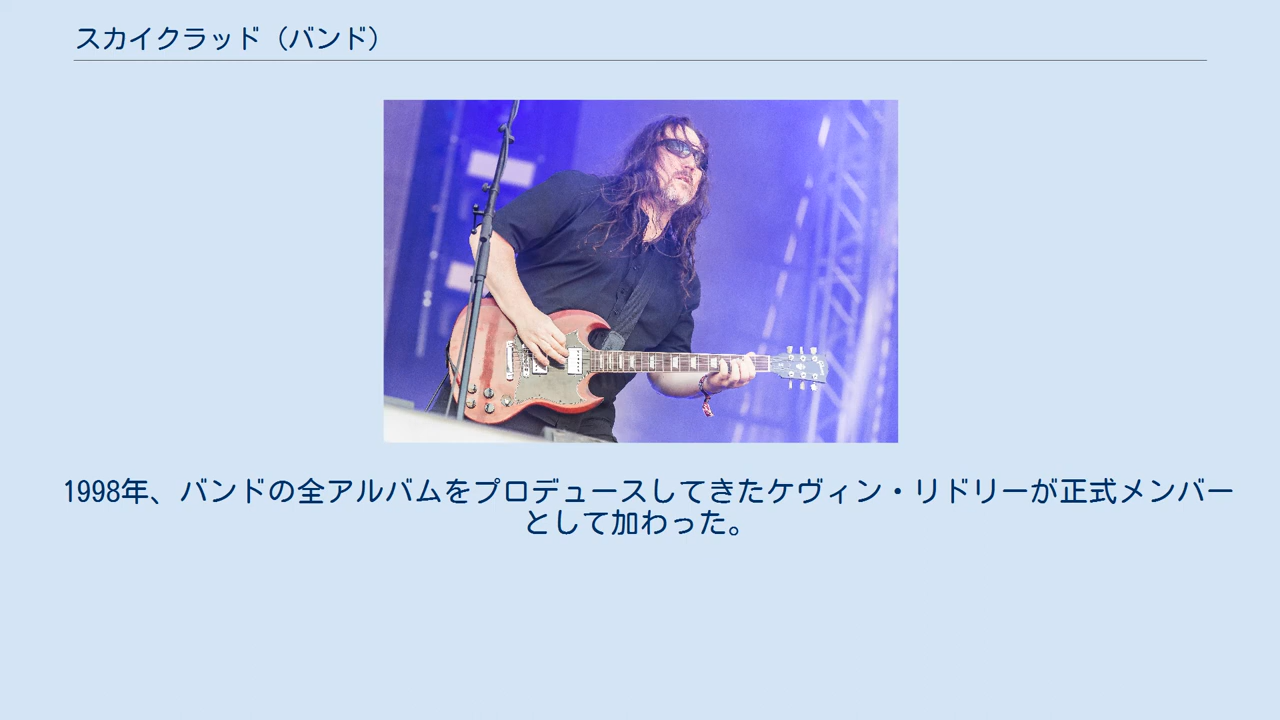 スカイクラッド（バンド）
1998年、バンドの全アルバムをプロデュースしてきたケヴィン・リドリーが正式メンバー
として加わった。